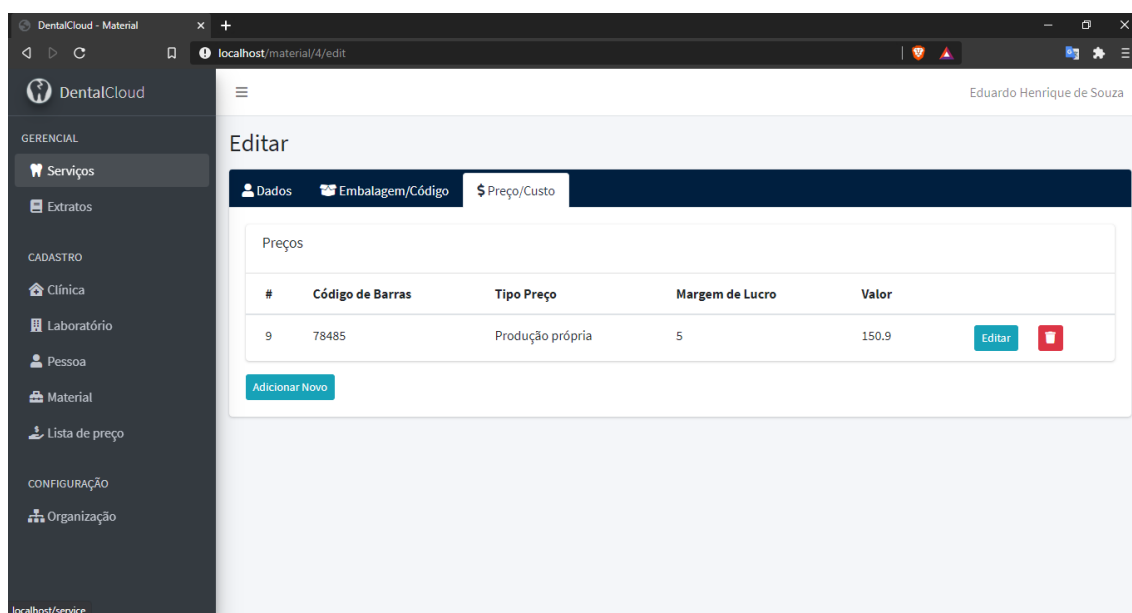 DentalCloud - Material
localhost/material/4/edit
DentalCloud
Eduardo Henrique de Souza
GERENCIAL
Serviços
Extratos
CADASTRO
Clínica
Laboratório
Pessoa
Material
Lista de preço
CONFIGURAÇÃO
Organização
Editar
Dados Embalagem/Código $ Preço/Custo
Preços
# Código de Barras Tipo Preço Margem de Lucro Valor
9 78485 Produção própria 5 150.9 Editar
Adicionar Novo
localhost/service